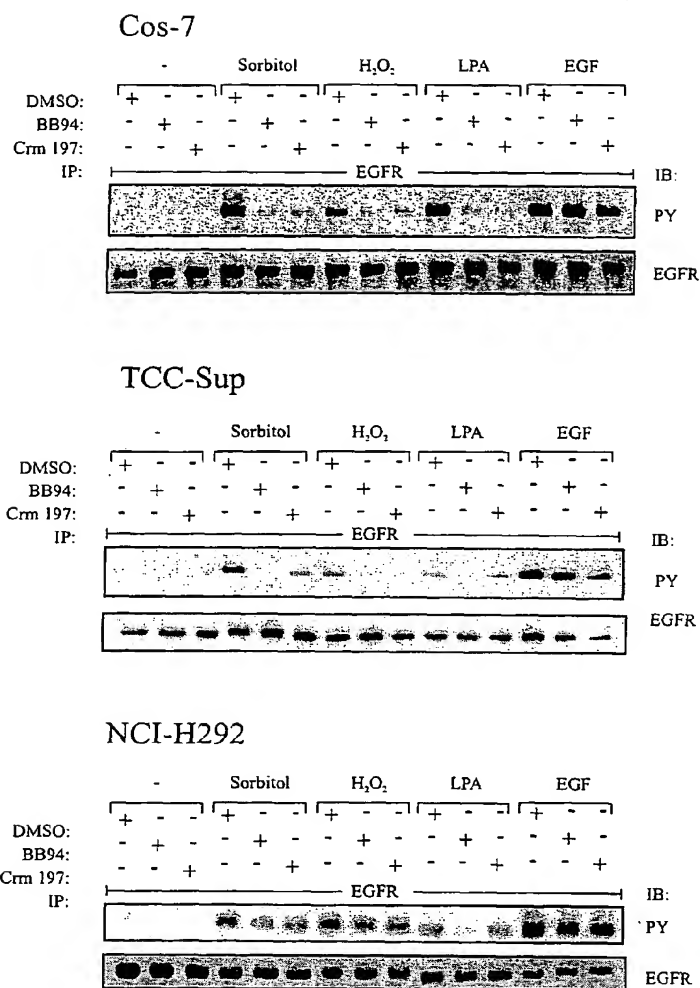 Cos-7
- Sorbitol H₂O₂ LPA EGF
DMSO: + - - + - - + - - + - - + - -
BB94: - + - - + - - + - - + - - + -
Crm 197: - - + - - + - - + - - + - - +
IP: EGFR IB:
PY
EGFR
TCC-Sup
- Sorbitol H₂O₂ LPA EGF
DMSO: + - - + - - + - - + - - + - -
BB94: - + - - + - - + - - + - - + -
Crm 197: - - + - - + - - + - - + - - +
IP: EGFR IB:
PY
EGFR
NCI-H292
- Sorbitol H₂O₂ LPA EGF
DMSO: + - - + - - + - - + - - + - -
BB94: - + - - + - - + - - + - - + -
Crm 197: - - + - - + - - + - - + - - +
IP: EGFR IB:
PY
EGFR